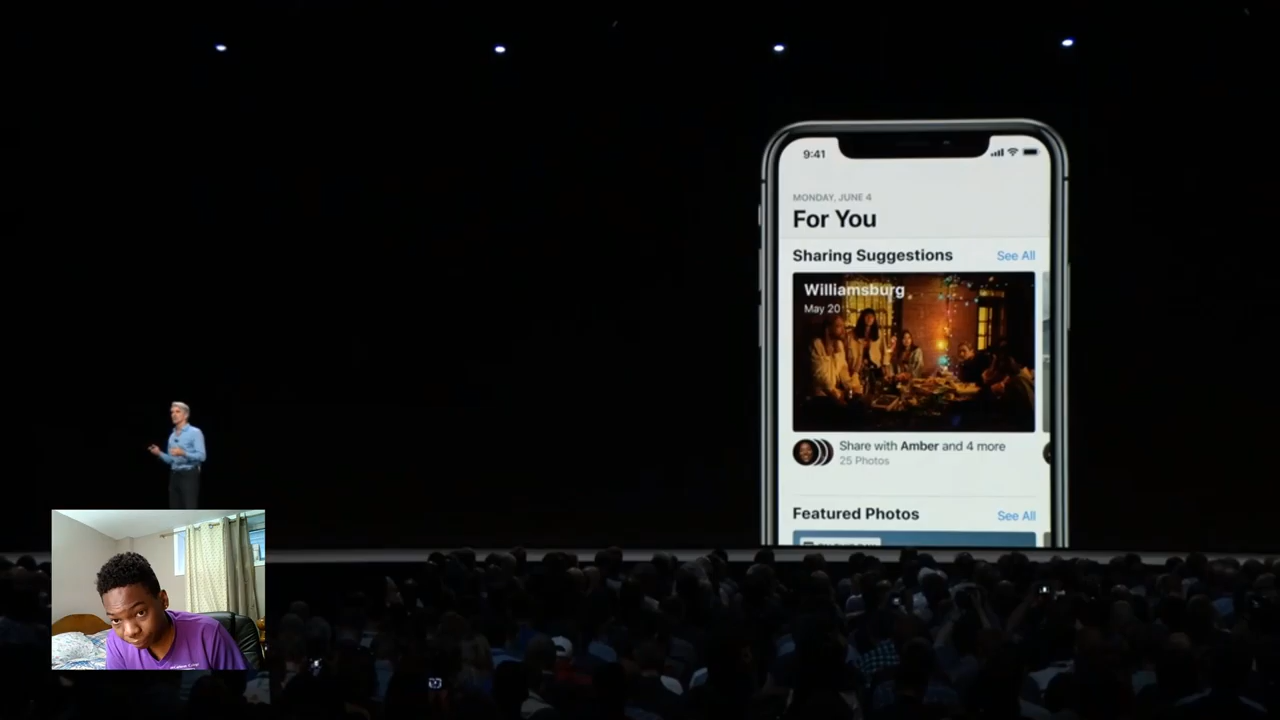 9:41
MONDAY, JUNE 4
For You
Sharing Suggestions See All
Williamsburg
May 20
Share with Amber and 4 more
25 Photos
Featured Photos See All